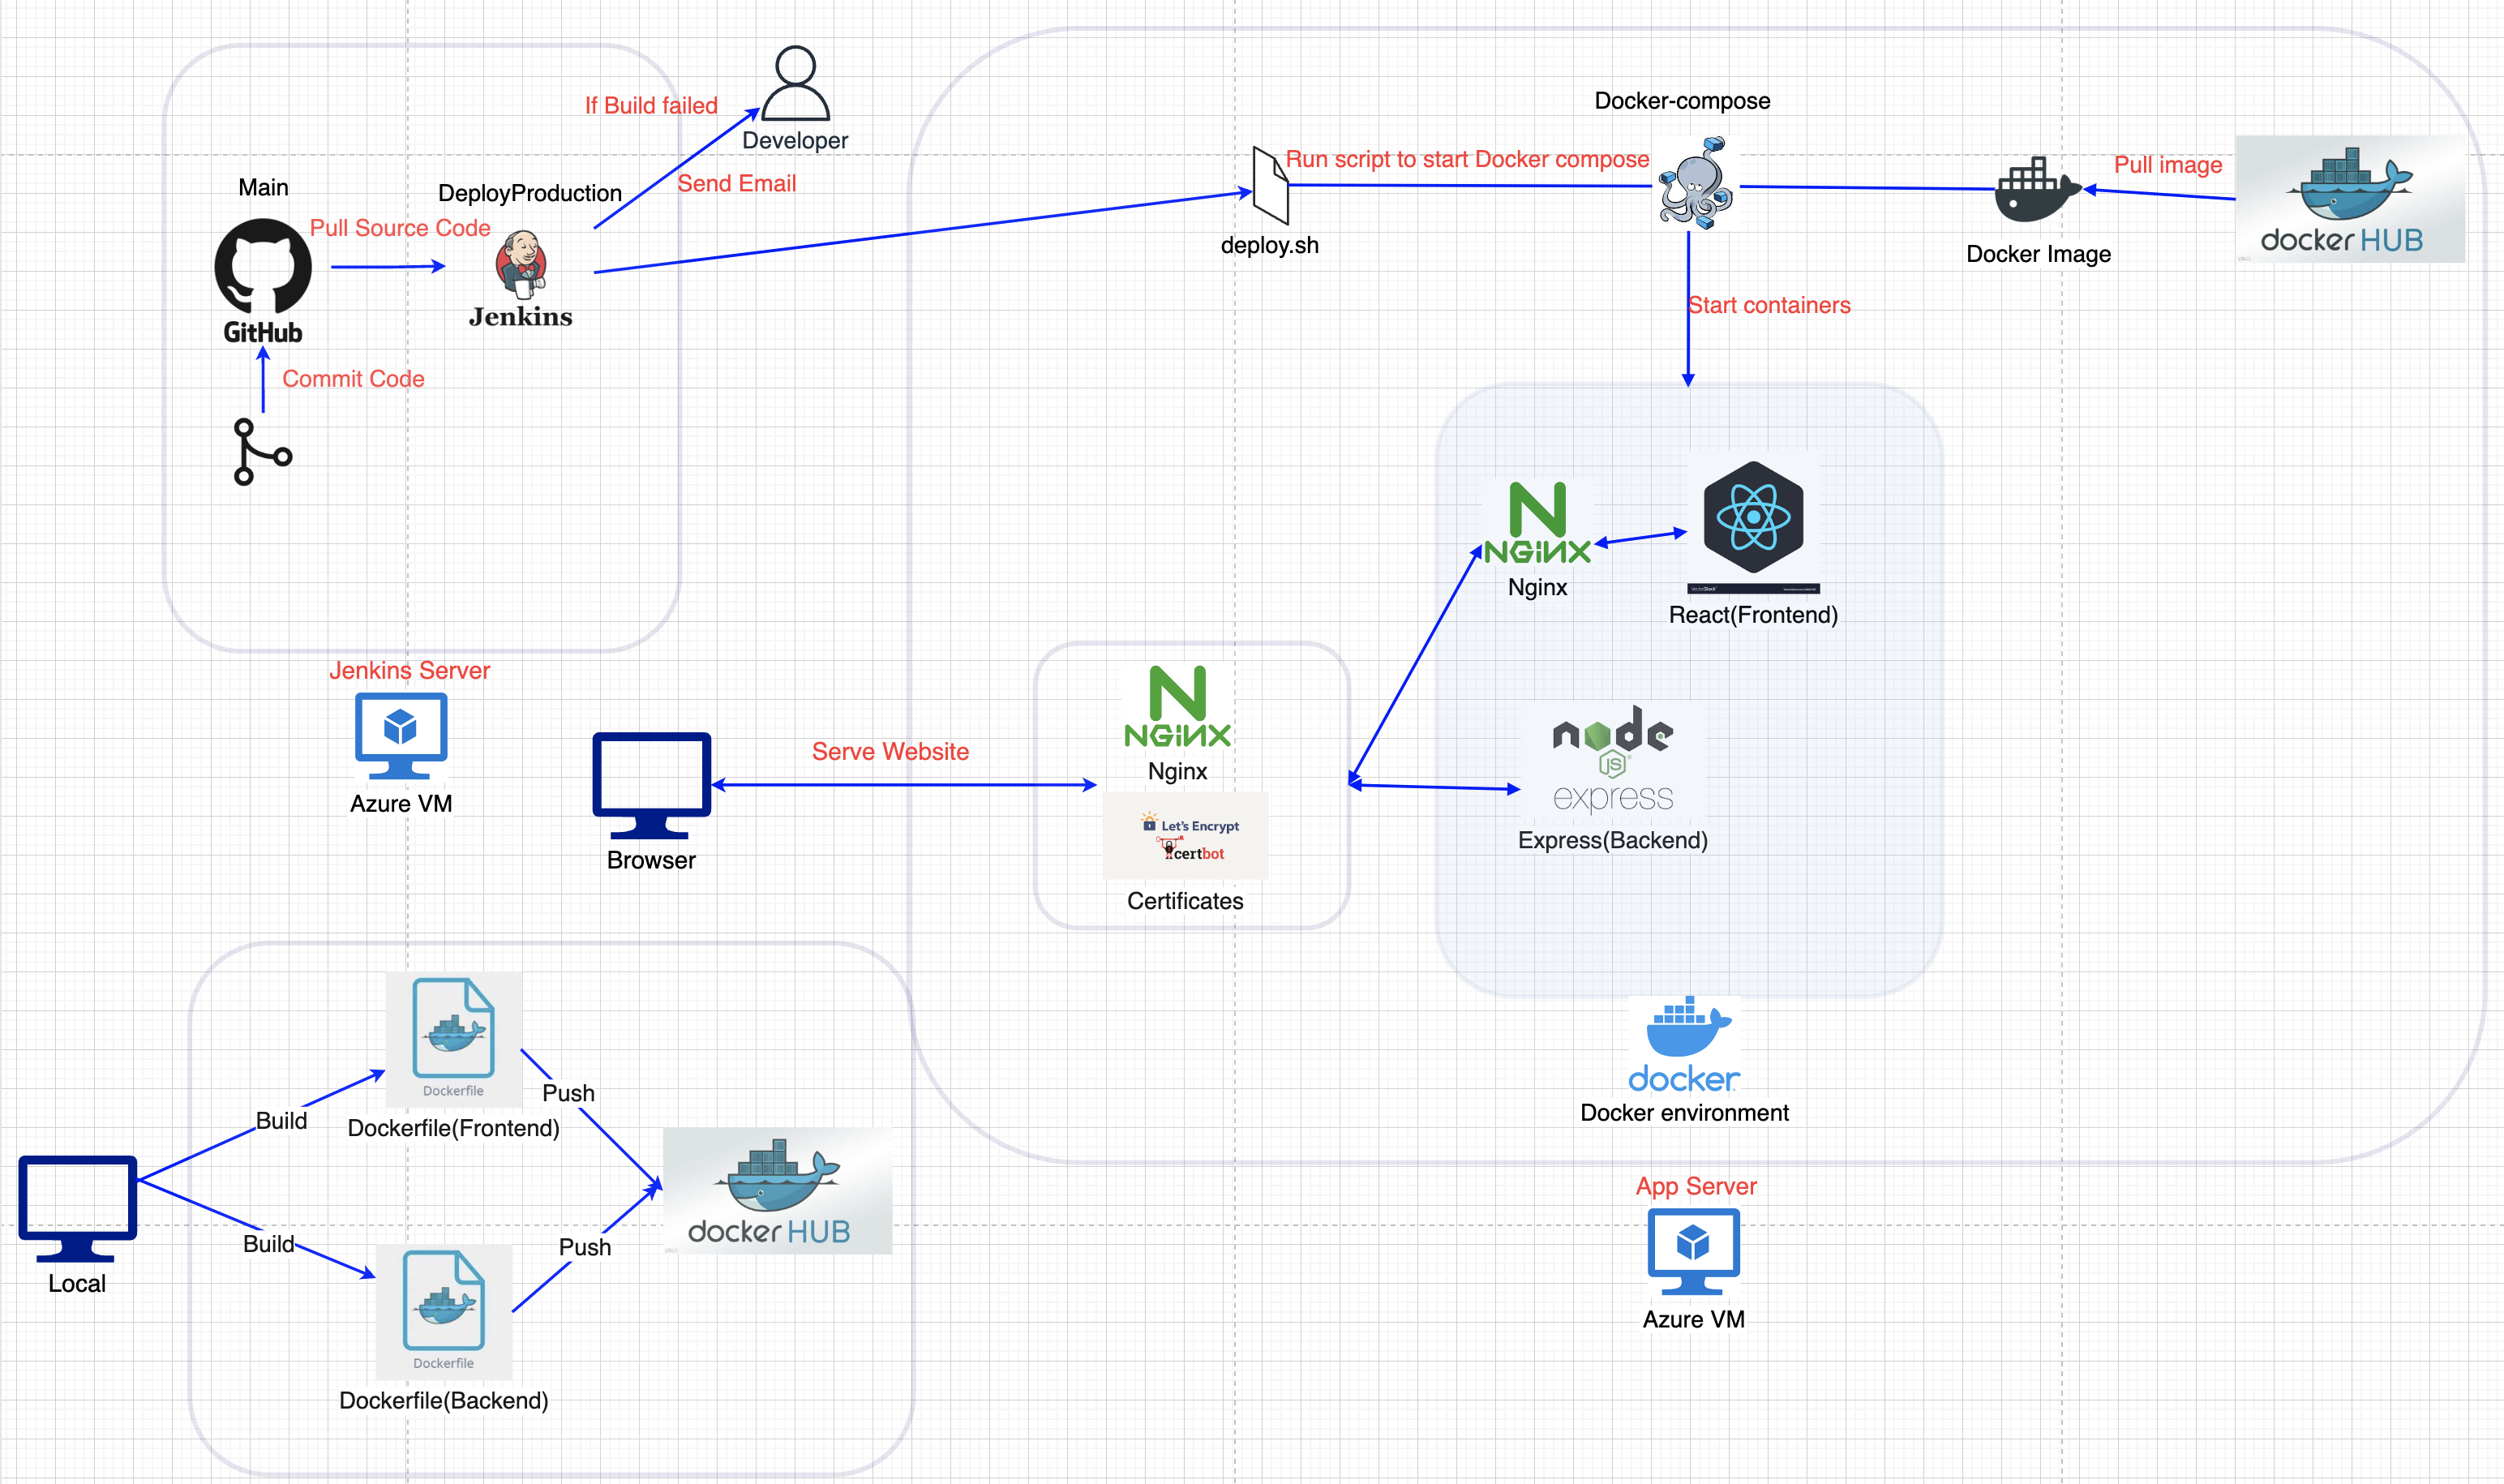 If Build failed
Developer
Send Email
Main
DeployProduction
Pull Source Code
GitHub
Jenkins
Commit Code
Jenkins Server
Azure VM
Docker-compose
Run script to start Docker compose
deploy.sh
Pull image
Docker Image
docker HUB
Start containers
NGINX
Nginx
React(Frontend)
node
JS
express
Express(Backend)
Serve Website
Browser
NGINX
Nginx
Let's Encrypt
certbot
Certificates
docker
Docker environment
App Server
Azure VM
Local
Build
Build
Dockerfile
Dockerfile(Frontend)
Push
Dockerfile
Dockerfile(Backend)
Push
docker HUB